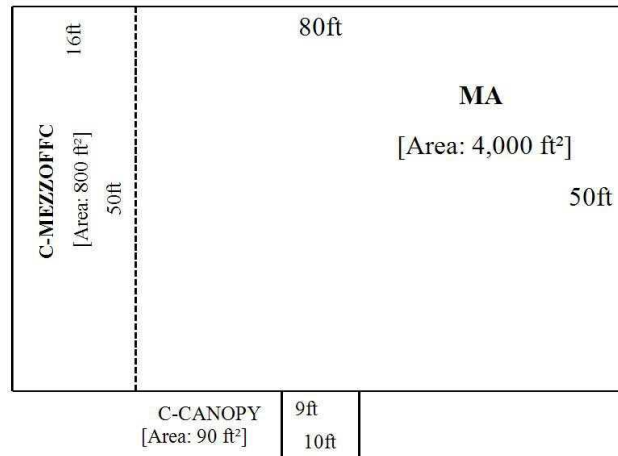 80ft
MA
[Area: 4,000 ft²]
50ft
16ft
C-MEZZOFFC
[Area: 800 ft²]
50ft
C-CANOPY
[Area: 90 ft²]
9ft
10ft